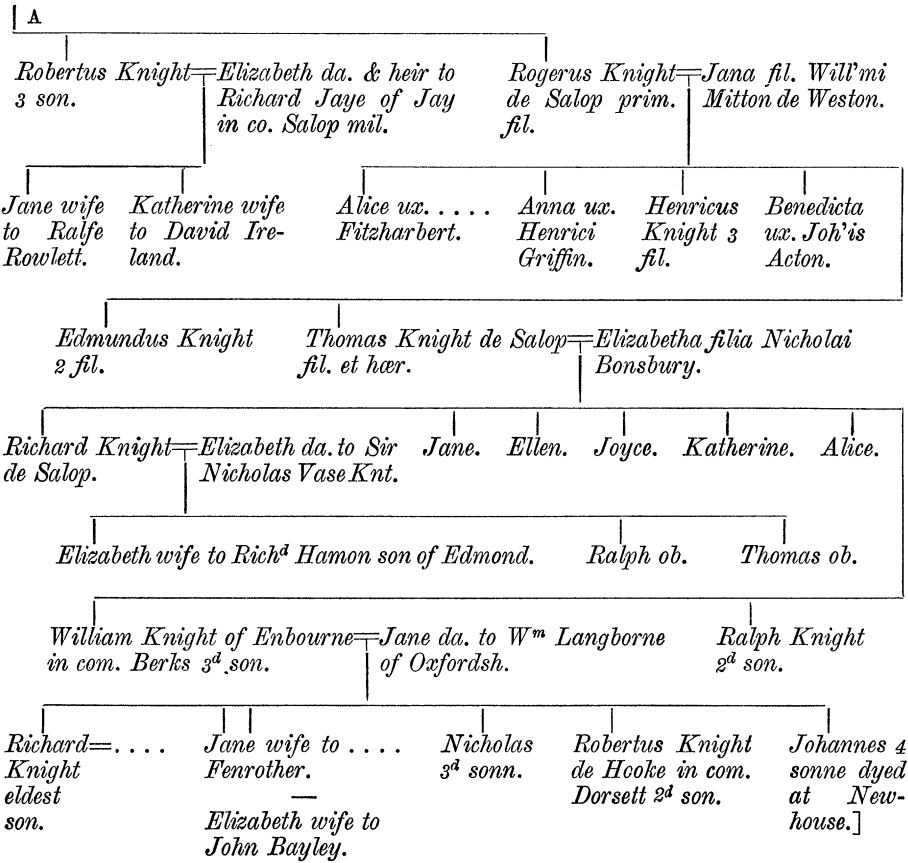 A
Robertus Knight=Elizabeth da. & heir to
3 son.
Richard Jaye of Jay
in co. Salop mil.
Rogerus Knight=Jana fil. Will'mi
de Salop prim.
fil.
Mitton de Weston.
Jane wife
to Ralfe
Rowlett.
Katherine wife
to David Ire-
land.
Alice ux. . . . . .
Fitzharbert.
Anna ux.
Henrici
Griffin.
Henricus
Knight 3
fil.
Benedicta
ux. Joh'is
Acton.
Edmundus Knight
2 fil.
Thomas Knight de Salop=Elizabetha filia Nicholai
fil. et hær.
Bonsbury.
Richard Knight=Elizabeth da. to Sir
de Salop.
Nicholas Vase Knt.
Jane.
Ellen.
Joyce.
Katherine.
Alice.
Elizabeth wife to Richᵈ Hamon son of Edmond.
Ralph ob.
Thomas ob.
William Knight of Enbourne=Jane da. to Wᵐ Langborne
in com. Berks 3ᵈ son.
of Oxfordsh.
Ralph Knight
2ᵈ son.
Richard=. . . .
Knight
eldest
son.
Jane wife to . . . .
Fenrother.
—
Elizabeth wife to
John Bayley.
Nicholas
3ᵈ sonn.
Robertus Knight
de Hooke in com.
Dorsett 2ᵈ son.
Johannes 4
sonne dyed
at New-
house.]